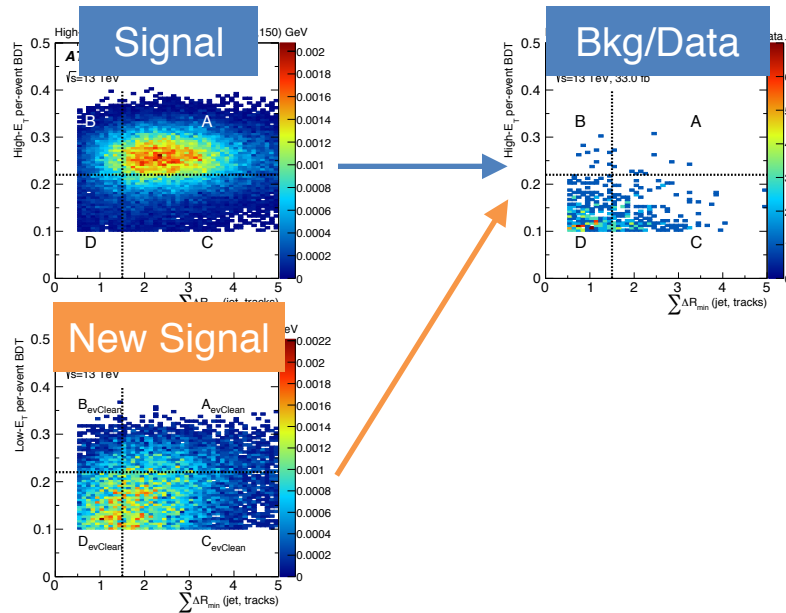 Signal
High-
,150) GeV
High-E_T per-event BDT
√s=13 TeV
B
A
D
C
0.5
0.4
0.3
0.2
0.1
0
0 1 2 3 4 5
∑ΔR_min (jet, tracks)
0.002
0.0018
0.0016
0.0014
0.0012
0.001
0.0008
0.0006
0.0004
0.0002
0
Bkg/Data
High-E_T per-event BDT
√s=13 TeV, 33.0 fb
B
A
D
C
0.5
0.4
0.3
0.2
0.1
0
0 1 2 3 4 5
∑ΔR_min (jet, tracks)
New Signal
eV
Low-E_T per-event BDT
√s=13 TeV
B_evClean
A_evClean
D_evClean
C_evClean
0.5
0.4
0.3
0.2
0.1
0
0 1 2 3 4 5
∑ΔR_min (jet, tracks)
0.0022
0.002
0.0018
0.0016
0.0014
0.0012
0.001
0.0008
0.0006
0.0004
0.0002
0